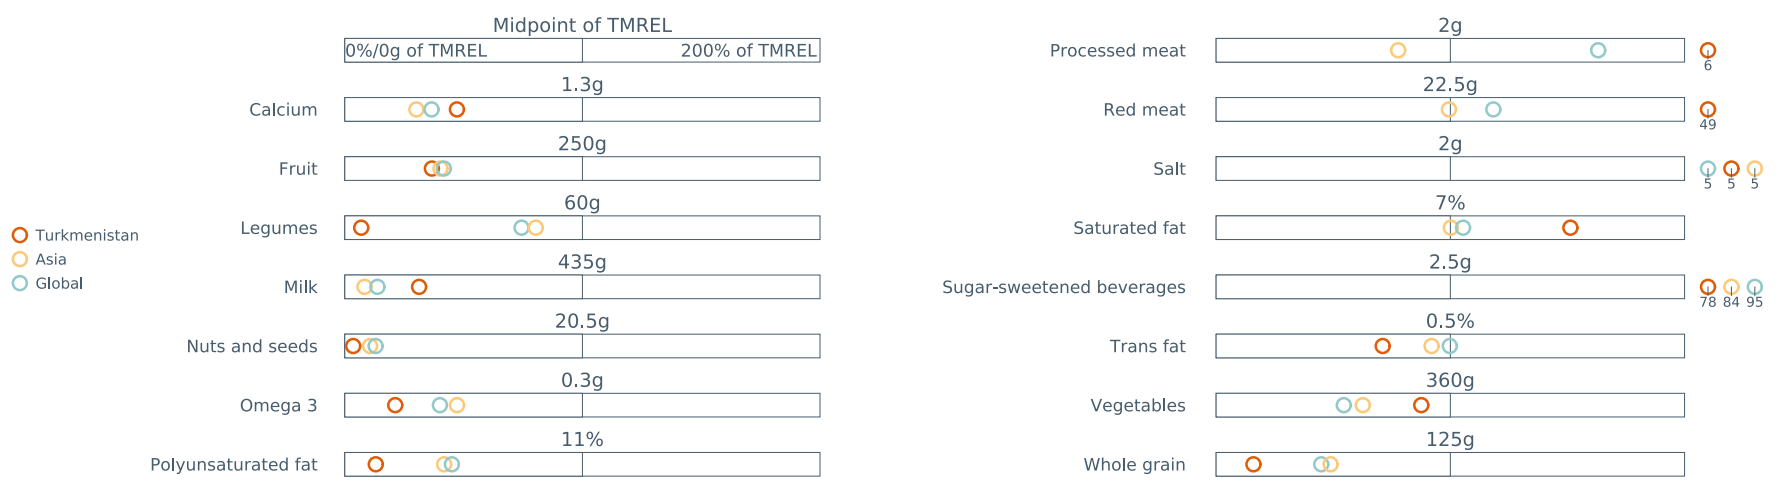 Midpoint of TMREL
0%/0g of TMREL
200% of TMREL
Calcium
1.3g
Fruit
250g
Legumes
60g
Milk
435g
Nuts and seeds
20.5g
Omega 3
0.3g
Polyunsaturated fat
11%
Turkmenistan
Asia
Global
Processed meat
2g
6
Red meat
22.5g
49
Salt
2g
5 5 5
Saturated fat
7%
Sugar-sweetened beverages
2.5g
78 84 95
Trans fat
0.5%
Vegetables
360g
Whole grain
125g